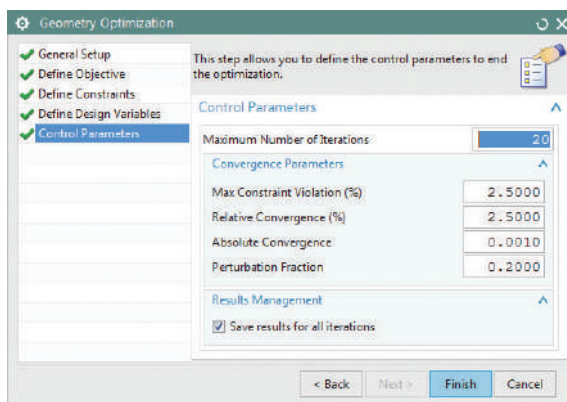 Geometry Optimization
General Setup
Define Objective
Define Constraints
Define Design Variables
Control Parameters
This step allows you to define the control parameters to end
the optimization.
Control Parameters
Maximum Number of Iterations 20
Convergence Parameters
Max Constraint Violation (%) 2.5000
Relative Convergence (%) 2.5000
Absolute Convergence 0.0010
Perturbation Fraction 0.2000
Results Management
Save results for all iterations
< Back Next > Finish Cancel